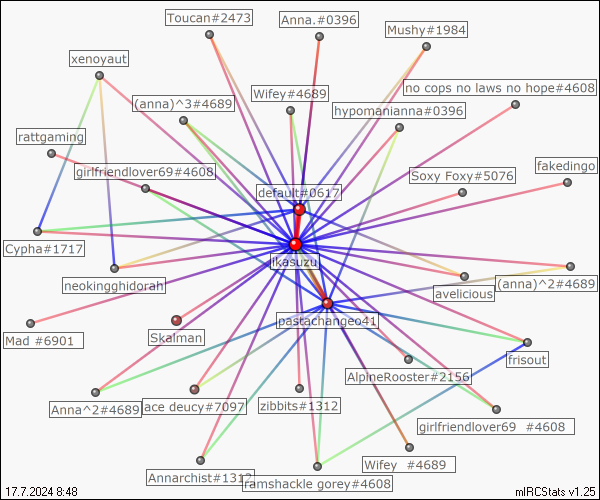 Toucan#2473
Anna.#0396
Mushy#1984
xenoyaut
no cops no laws no hope#4608
(anna)^3#4689
Wifey#4689
hypomanianna#0396
rattgaming
girlfriendlover69#4608
Soxy Foxy#5076
fakedingo
default#0617
Cypha#1717
ikasuzu
neokingghidorah
avelicious
(anna)^2#4689
pastachangeo41
Mad #6901
Skalman
frisout
AlpineRooster#2156
Anna^2#4689
ace deucy#7097
zibbits#1312
girlfriendlover69 #4608
Annarchist#1312
ramshackle gorey#4608
Wifey #4689
17.7.2024 8:48
mIRCStats v1.25